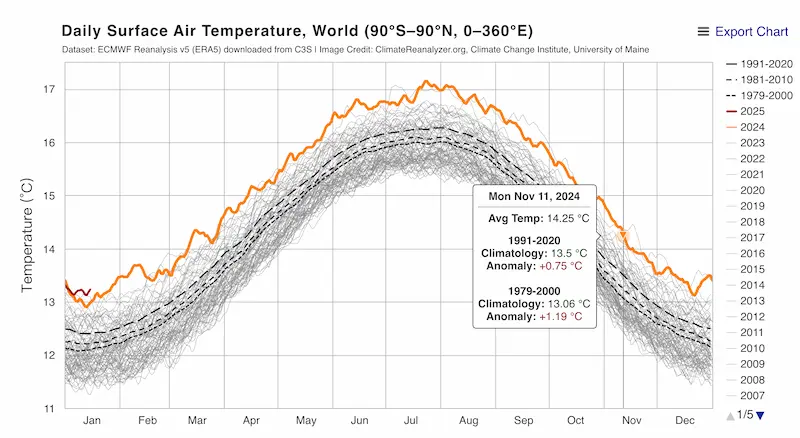 Daily Surface Air Temperature, World (90°S–90°N, 0–360°E)
Dataset: ECMWF Reanalysis v5 (ERA5) downloaded from C3S | Image Credit: ClimateReanalyzer.org, Climate Change Institute, University of Maine
Export Chart
Temperature (°C)
17
16
15
14
13
12
11
Jan Feb Mar Apr May Jun Jul Aug Sep Oct Nov Dec
Mon Nov 11, 2024
Avg Temp: 14.25 °C
1991-2020
Climatology: 13.5 °C
Anomaly: +0.75 °C
1979-2000
Climatology: 13.06 °C
Anomaly: +1.19 °C
1991-2020
1981-2010
1979-2000
2025
2024
2023
2022
2021
2020
2019
2018
2017
2016
2015
2014
2013
2012
2011
2010
2009
2008
2007
1/5